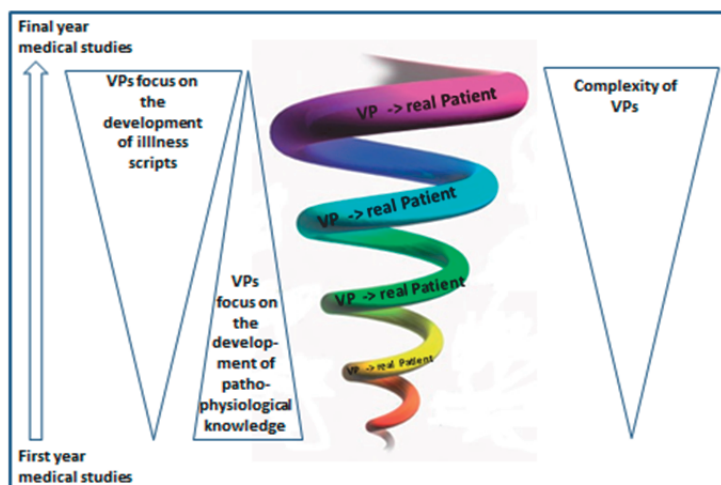 Final year
medical studies
VPs focus on
the
development
of illlness
scripts
VPs
focus on
the
develop-
ment of
patho-
physiological
knowledge
First year
medical studies
VP -> real Patient
VP -> real Patient
VP -> real Patient
VP -> real Patient
Complexity of
VPs